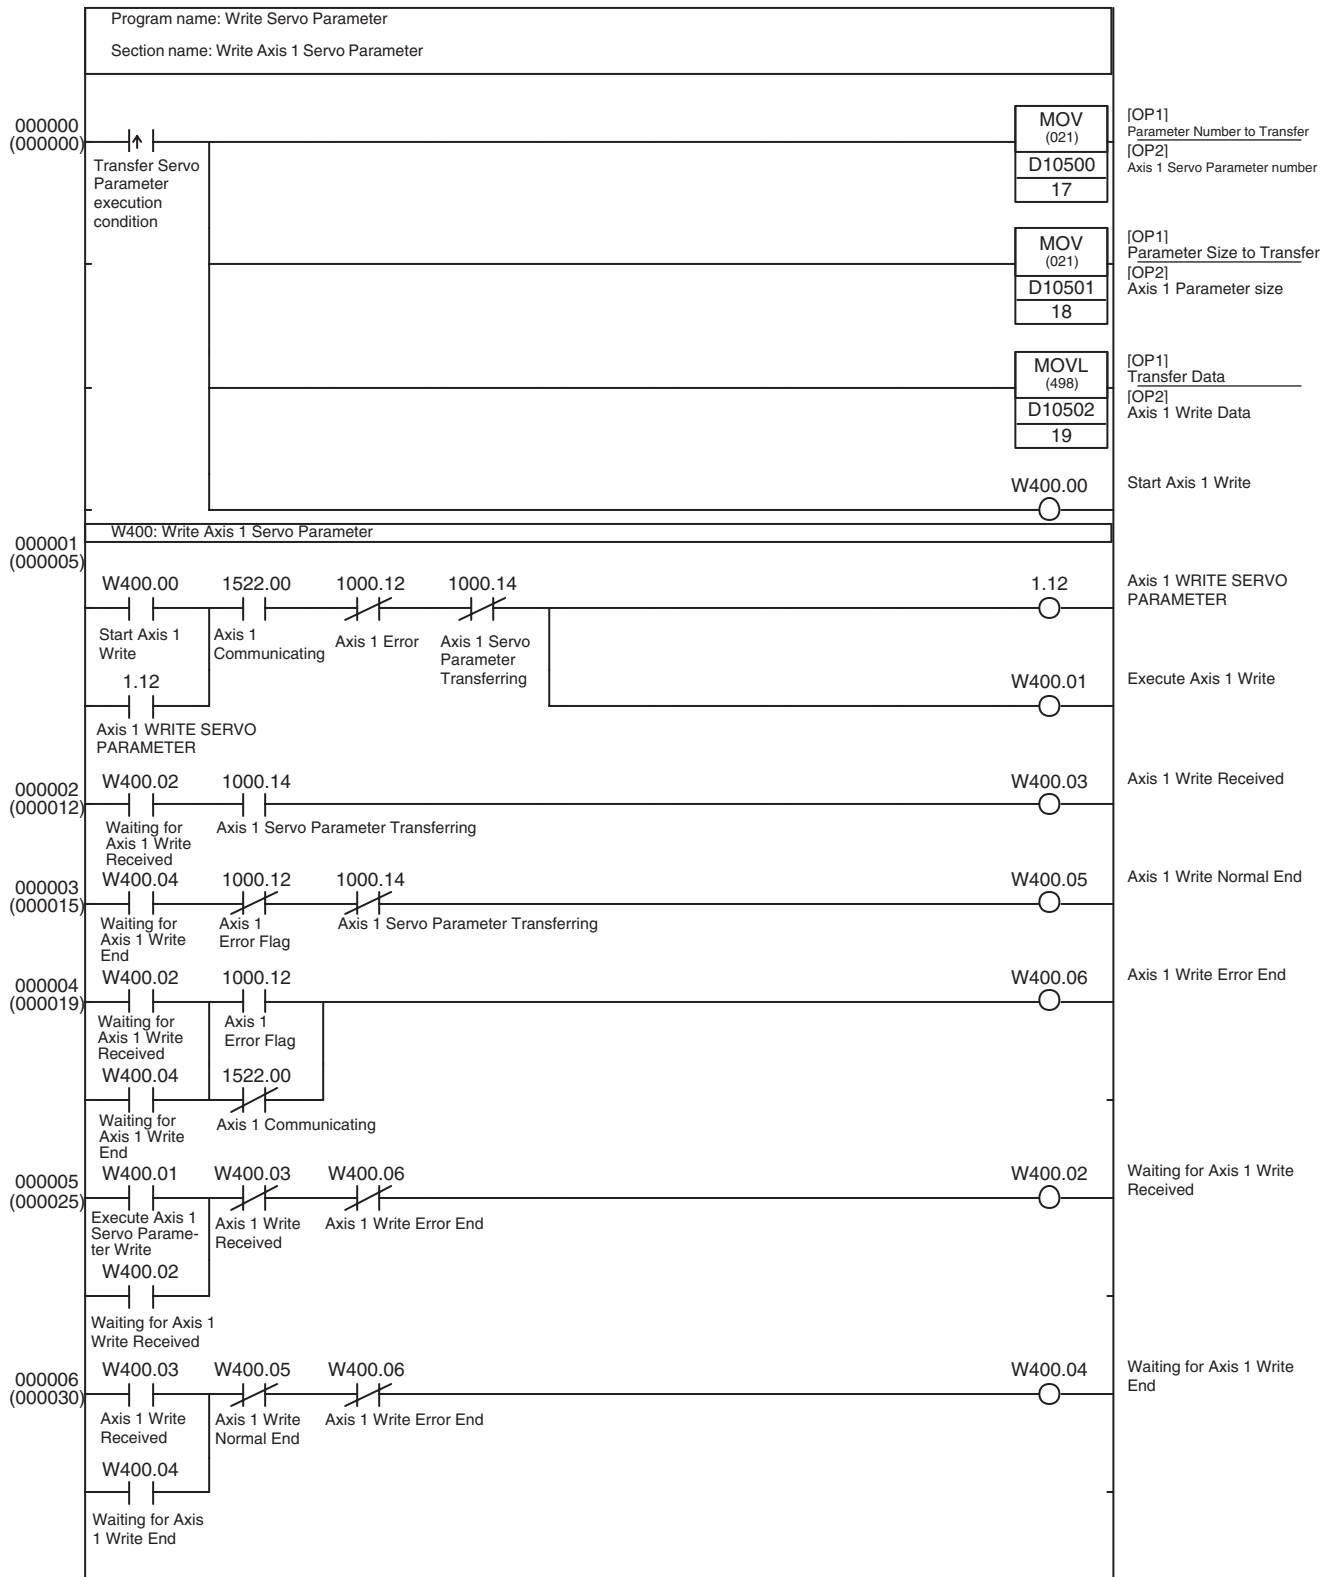 Program name: Write Servo Parameter
Section name: Write Axis 1 Servo Parameter
000000
(000000)
Transfer Servo
Parameter
execution
condition
MOV
(021)
D10500
17
[OP1]
Parameter Number to Transfer
[OP2]
Axis 1 Servo Parameter number
MOV
(021)
D10501
18
[OP1]
Parameter Size to Transfer
[OP2]
Axis 1 Parameter size
MOVL
(498)
D10502
19
[OP1]
Transfer Data
[OP2]
Axis 1 Write Data
W400.00
Start Axis 1 Write
W400: Write Axis 1 Servo Parameter
000001
(000005)
W400.00 1522.00 1000.12 1000.14 1.12
Axis 1 WRITE SERVO
PARAMETER
Start Axis 1
Write
Axis 1
Communicating
Axis 1 Error
Axis 1 Servo
Parameter
Transferring
1.12
Axis 1 WRITE SERVO
PARAMETER
W400.01
Execute Axis 1 Write
000002
(000012)
W400.02 1000.14 W400.03
Axis 1 Write Received
Waiting for
Axis 1 Write
Received
Axis 1 Servo Parameter Transferring
000003
(000015)
W400.04 1000.12 1000.14 W400.05
Axis 1 Write Normal End
Waiting for
Axis 1 Write
End
Axis 1
Error Flag
Axis 1 Servo Parameter Transferring
000004
(000019)
W400.02 1000.12 W400.06
Axis 1 Write Error End
Waiting for
Axis 1 Write
Received
Axis 1
Error Flag
W400.04 1522.00
Waiting for
Axis 1 Write
End
Axis 1 Communicating
000005
(000025)
W400.01 W400.03 W400.06 W400.02
Waiting for Axis 1 Write
Received
Execute Axis 1
Servo Parame-
ter Write
Axis 1 Write
Received
Axis 1 Write Error End
W400.02
Waiting for Axis 1
Write Received
000006
(000030)
W400.03 W400.05 W400.06 W400.04
Waiting for Axis 1 Write
End
Axis 1 Write
Received
Axis 1 Write
Normal End
Axis 1 Write Error End
W400.04
Waiting for Axis
1 Write End